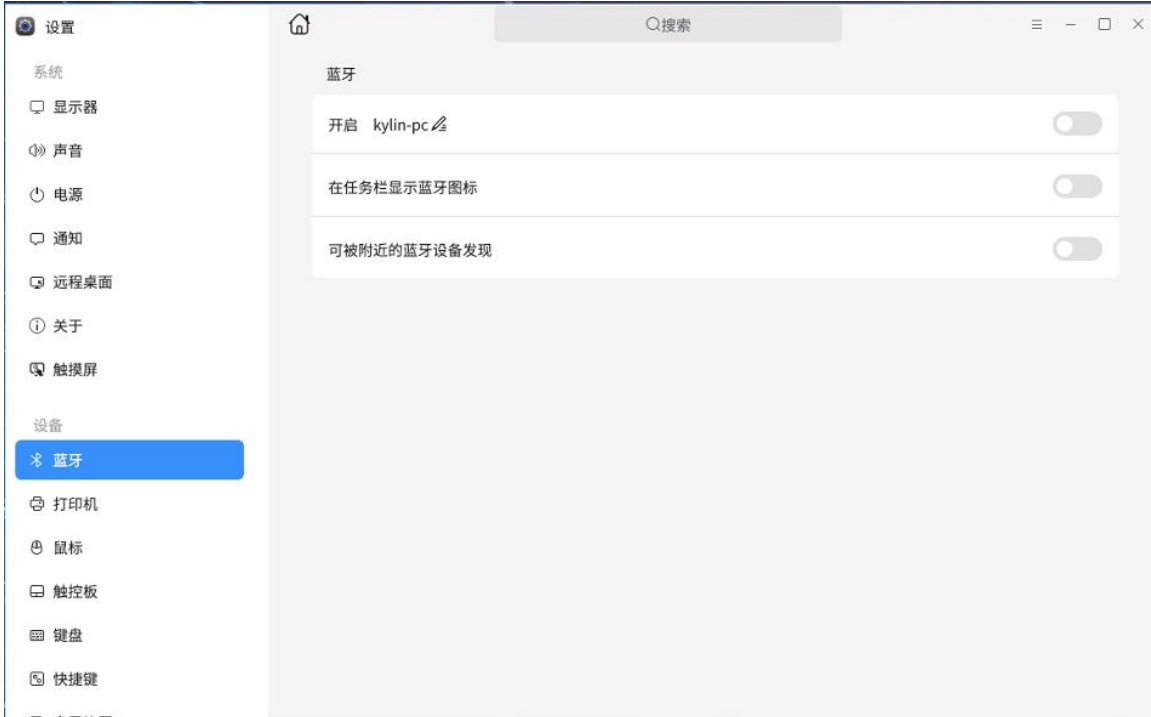 设置
搜索
系统
显示器
声音
电源
通知
远程桌面
关于
触摸屏
设备
蓝牙
打印机
鼠标
触控板
键盘
快捷键
蓝牙
开启 kylin-pc
在任务栏显示蓝牙图标
可被附近的蓝牙设备发现